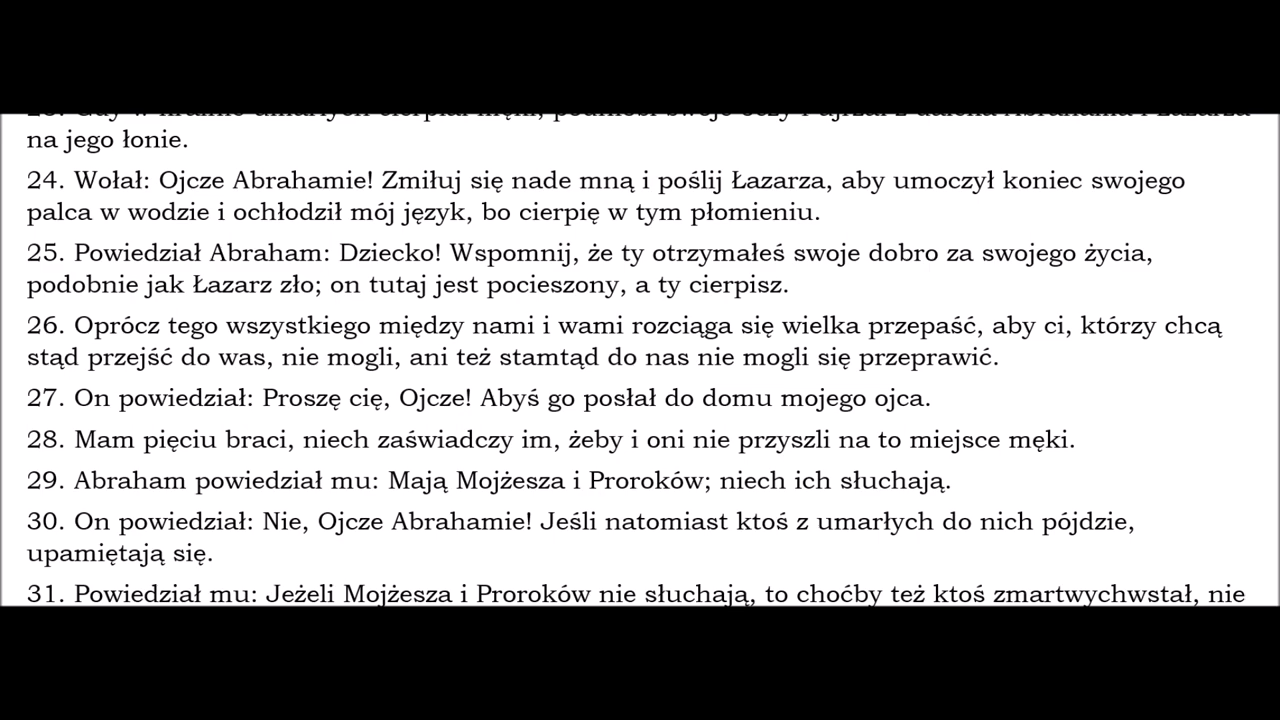 na jego łonie.
24. Wołał: Ojcze Abrahamie! Zmiłuj się nade mną i poślij Łazarza, aby umoczył koniec swojego
palca w wodzie i ochłodził mój język, bo cierpię w tym płomieniu.
25. Powiedział Abraham: Dziecko! Wspomnij, że ty otrzymałeś swoje dobro za swojego życia,
podobnie jak Łazarz zło; on tutaj jest pocieszony, a ty cierpisz.
26. Oprócz tego wszystkiego między nami i wami rozciąga się wielka przepaść, aby ci, którzy chcą
stąd przejść do was, nie mogli, ani też stamtąd do nas nie mogli się przeprawić.
27. On powiedział: Proszę cię, Ojcze! Abyś go posłał do domu mojego ojca.
28. Mam pięciu braci, niech zaświadczy im, żeby i oni nie przyszli na to miejsce męki.
29. Abraham powiedział mu: Mają Mojżesza i Proroków; niech ich słuchają.
30. On powiedział: Nie, Ojcze Abrahamie! Jeśli natomiast ktoś z umarłych do nich pójdzie,
upamiętają się.
31. Powiedział mu: Jeżeli Mojżesza i Proroków nie słuchają, to choćby też ktoś zmartwychwstał, nie